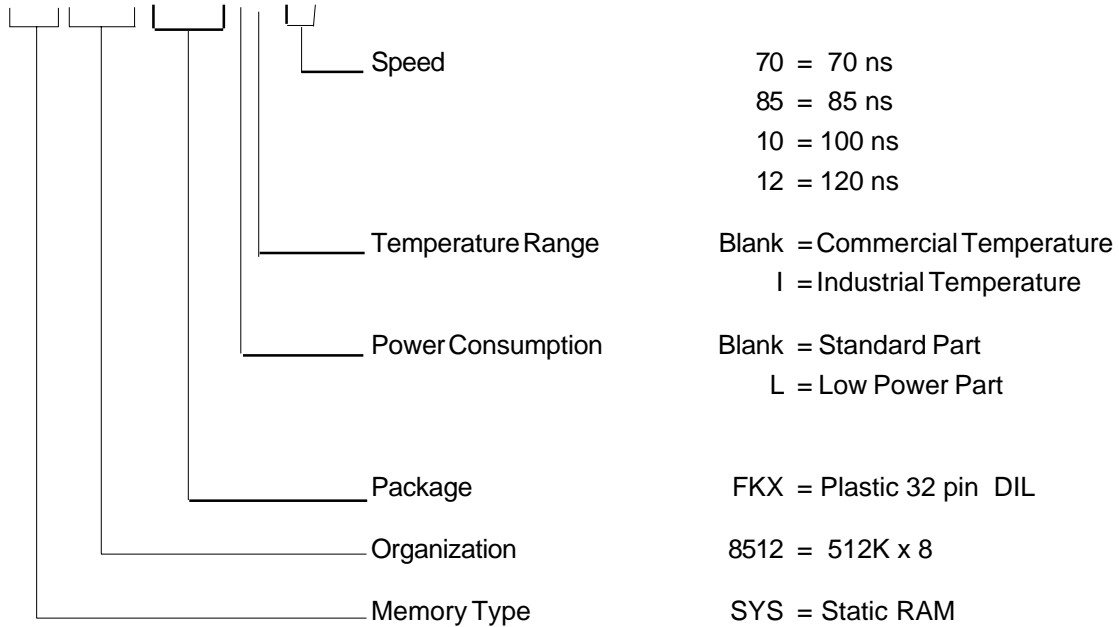 Speed 70 = 70 ns
85 = 85 ns
10 = 100 ns
12 = 120 ns
Temperature Range Blank = Commercial Temperature
I = Industrial Temperature
Power Consumption Blank = Standard Part
L = Low Power Part
Package FKX = Plastic 32 pin DIL
Organization 8512 = 512K x 8
Memory Type SYS = Static RAM